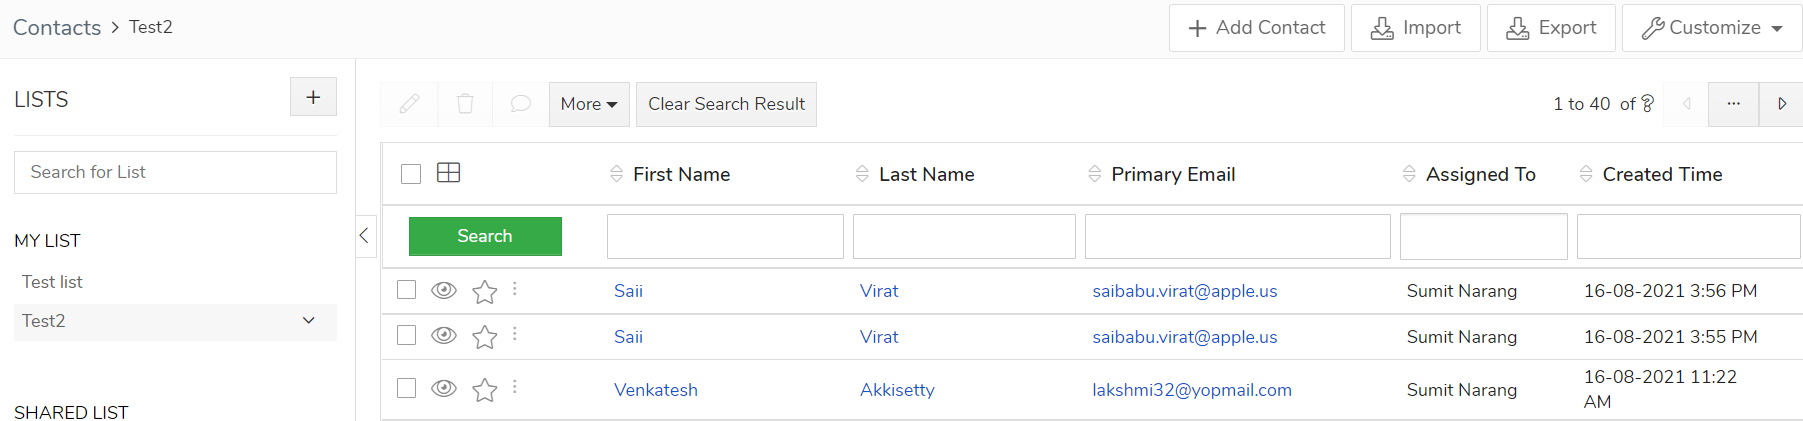 Contacts > Test2
+ Add Contact
Import
Export
Customize
LISTS
+
Search for List
MY LIST
Test list
Test2
SHARED LIST
More
Clear Search Result
1 to 40 of ?
...
First Name Last Name Primary Email Assigned To Created Time
Search
Saii Virat saibabu.virat@apple.us Sumit Narang 16-08-2021 3:56 PM
Saii Virat saibabu.virat@apple.us Sumit Narang 16-08-2021 3:55 PM
Venkatesh Akkisetty lakshmi32@yopmail.com Sumit Narang 16-08-2021 11:22
AM